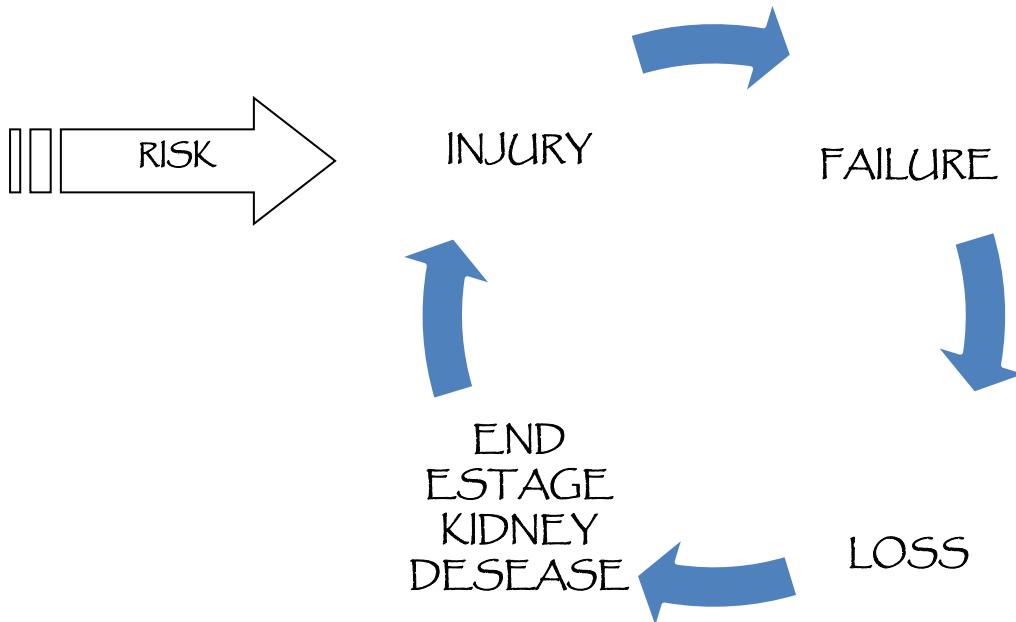 RISK
INJURY
FAILURE
LOSS
END
ESTAGE
KIDNEY
DESEASE